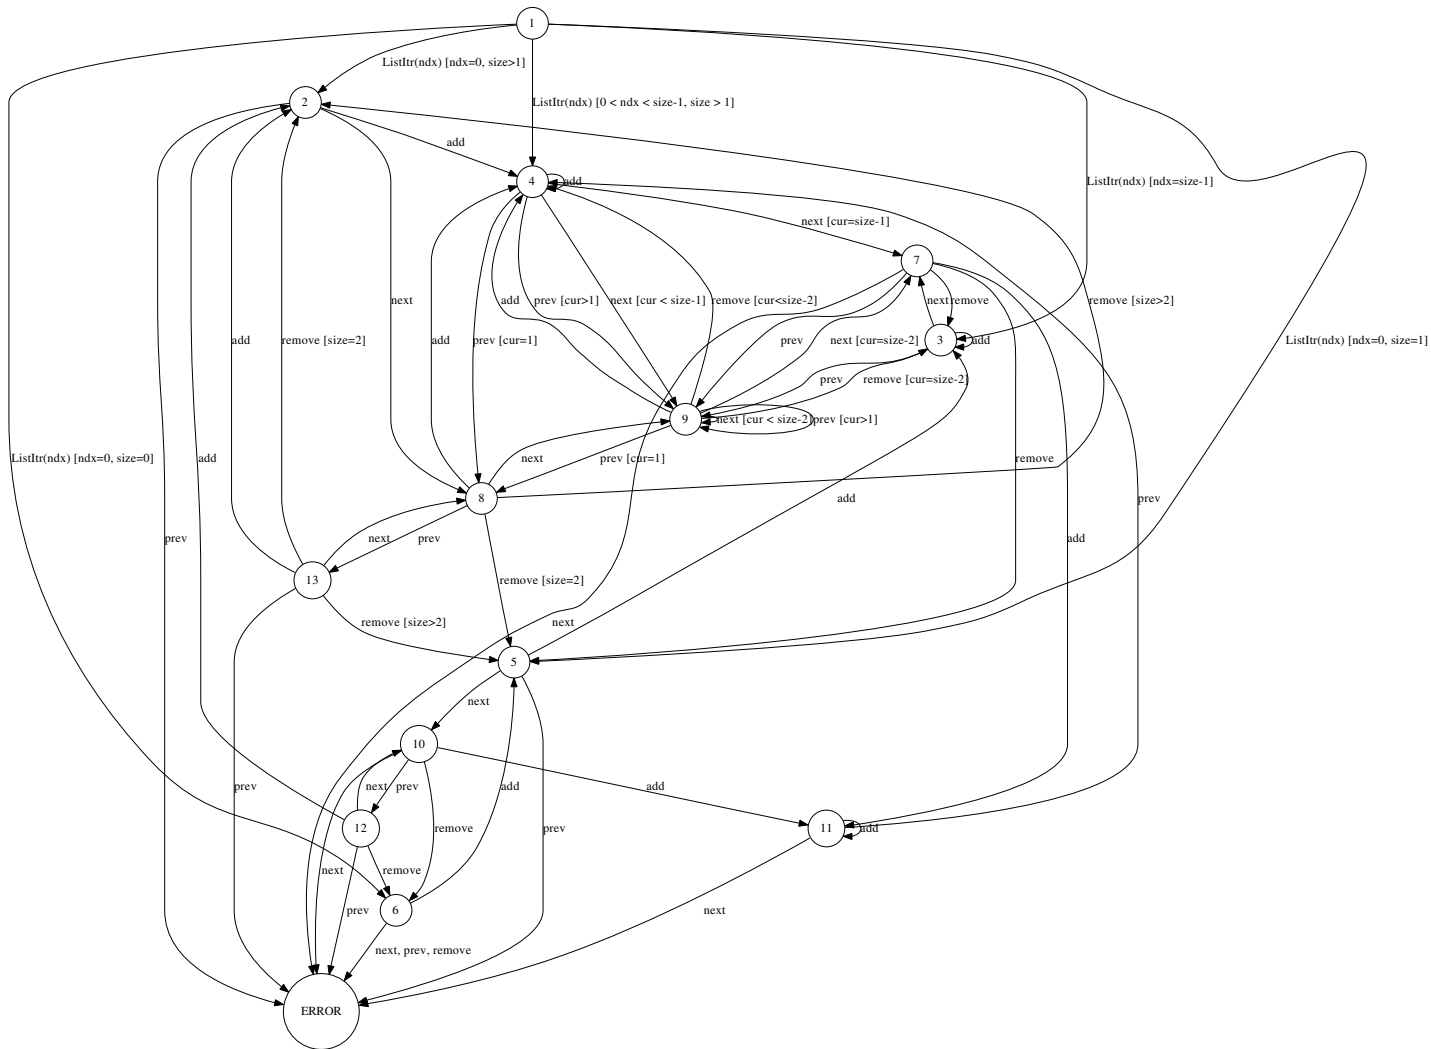 1
ListItr(ndx) [ndx=0, size>1]
2
ListItr(ndx) [0 < ndx < size-1, size > 1]
add
4
add
ListItr(ndx) [ndx=size-1]
next [cur=size-1]
7
next
add
prev [cur>1]
next [cur < size-1]
remove [cur<size-2]
next
remove
remove [size>2]
add
remove [size=2]
add
prev [cur=1]
prev
next [cur=size-2]
3
add
ListItr(ndx) [ndx=0, size=1]
prev
remove [cur=size-2]
9
next [cur < size-2]
prev [cur>1]
ListItr(ndx) [ndx=0, size=0]
add
next
prev [cur=1]
remove
8
add
prev
prev
next
prev
add
13
remove [size=2]
remove [size>2]
next
5
next
10
prev
next
prev
add
add
12
remove
prev
11
add
next
remove
prev
6
next
next, prev, remove
ERROR